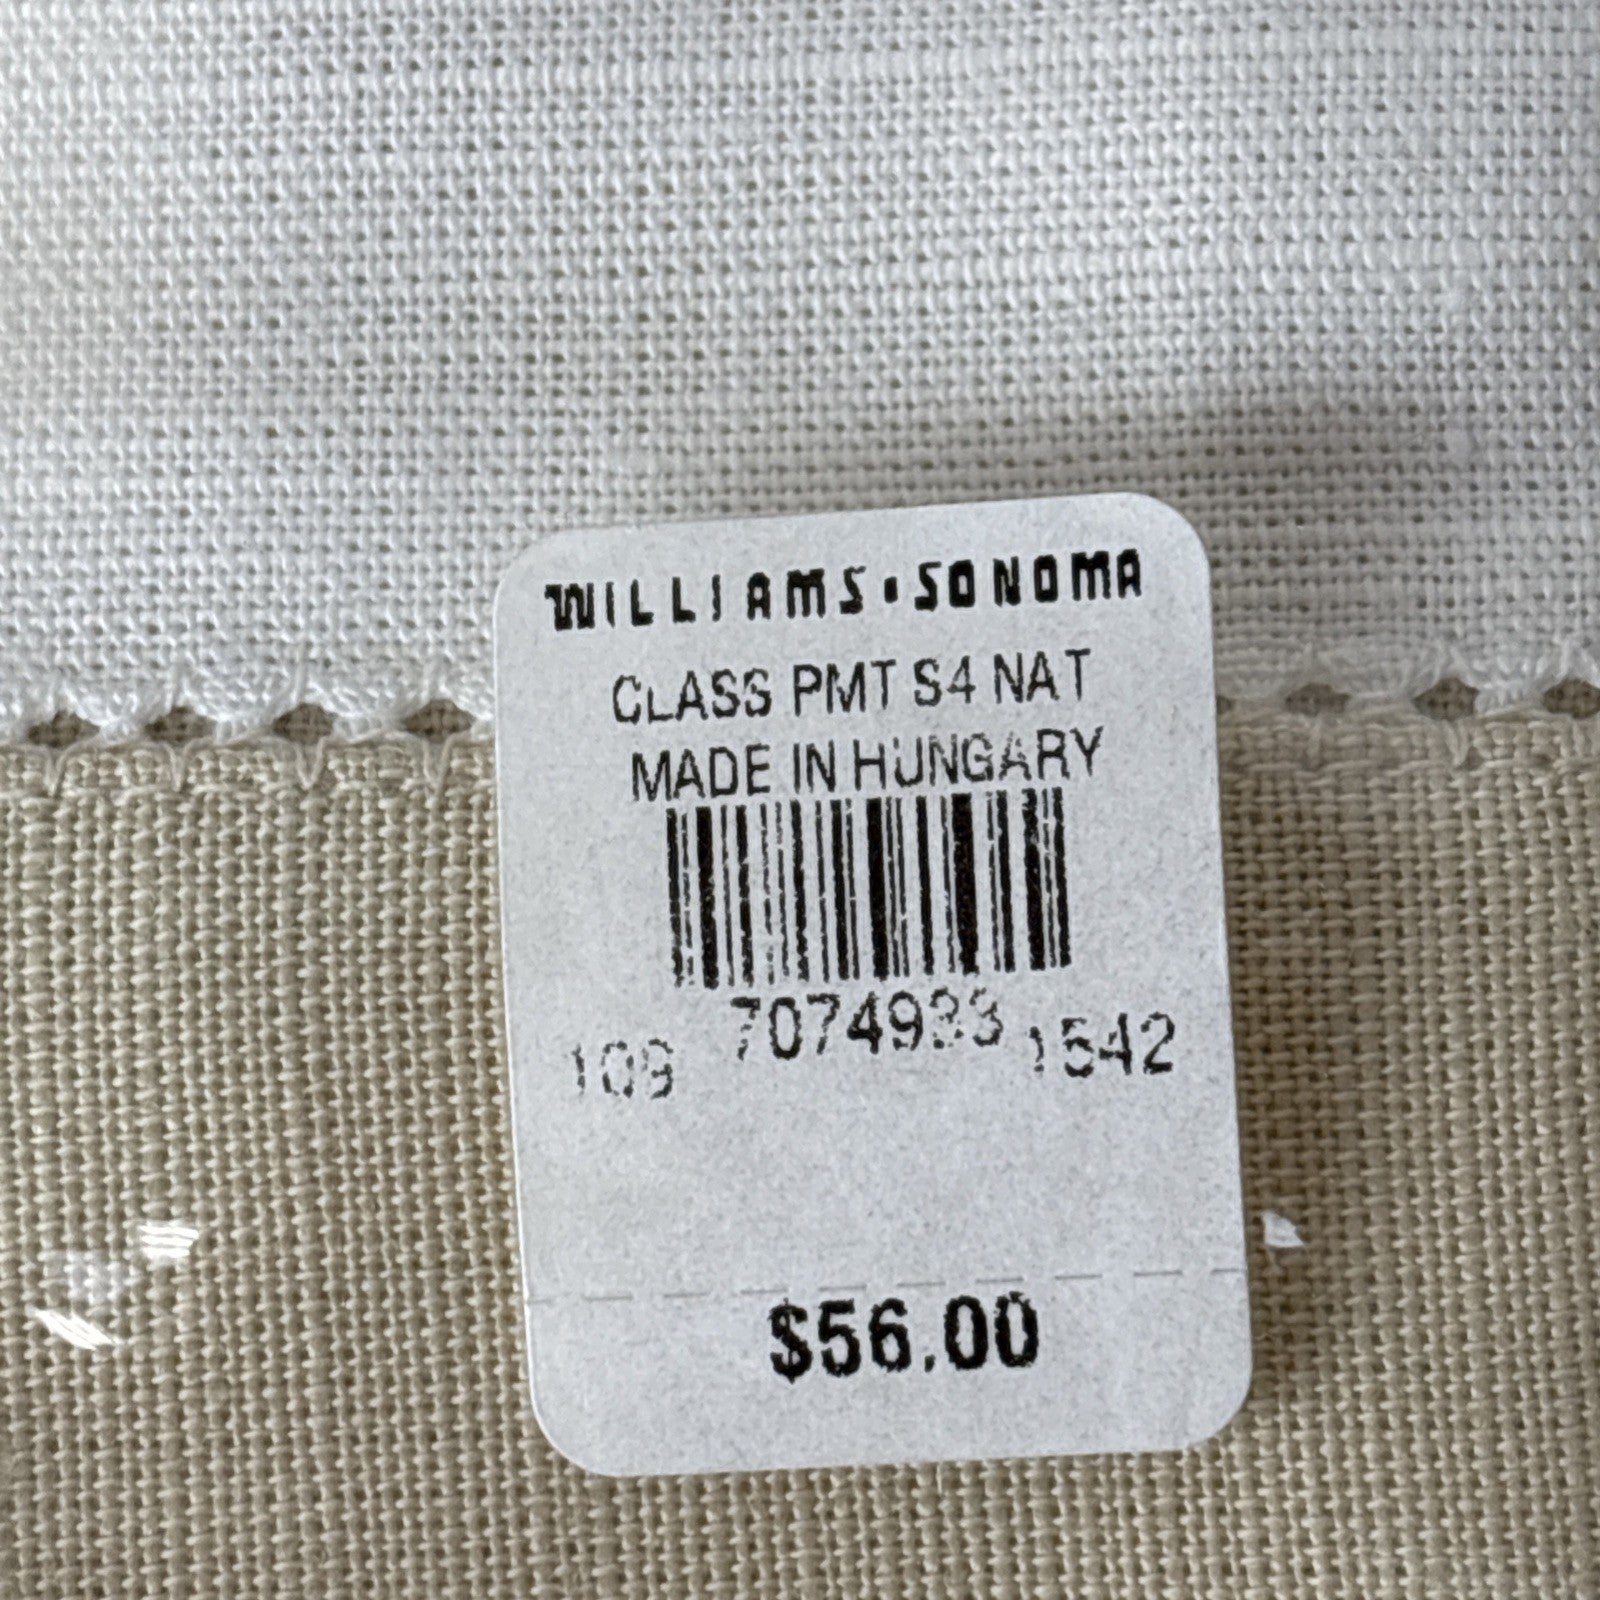 WILLIAMS·SONOMA
CLASS PMT S4 NAT
MADE IN HUNGARY
7074933
109 1542
$56.00